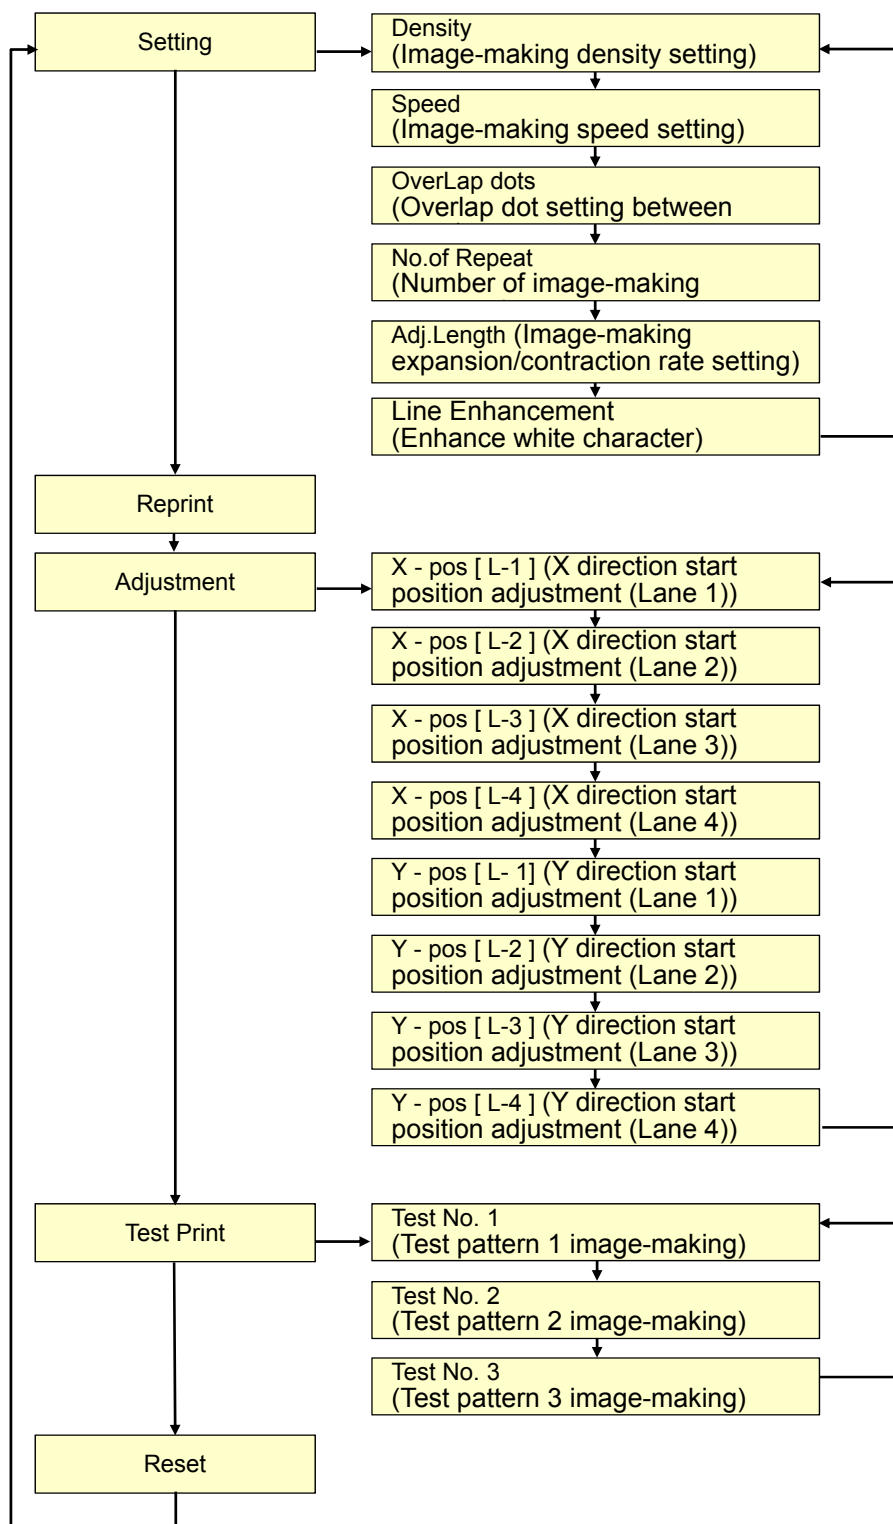 Setting
Density
(Image-making density setting)
Speed
(Image-making speed setting)
OverLap dots
(Overlap dot setting between
No.of Repeat
(Number of image-making
Adj.Length (Image-making
expansion/contraction rate setting)
Line Enhancement
(Enhance white character)
Reprint
Adjustment
X - pos [ L-1 ] (X direction start
position adjustment (Lane 1))
X - pos [ L-2 ] (X direction start
position adjustment (Lane 2))
X - pos [ L-3 ] (X direction start
position adjustment (Lane 3))
X - pos [ L-4 ] (X direction start
position adjustment (Lane 4))
Y - pos [ L- 1] (Y direction start
position adjustment (Lane 1))
Y - pos [ L-2 ] (Y direction start
position adjustment (Lane 2))
Y - pos [ L-3 ] (Y direction start
position adjustment (Lane 3))
Y - pos [ L-4 ] (Y direction start
position adjustment (Lane 4))
Test Print
Test No. 1
(Test pattern 1 image-making)
Test No. 2
(Test pattern 2 image-making)
Test No. 3
(Test pattern 3 image-making)
Reset